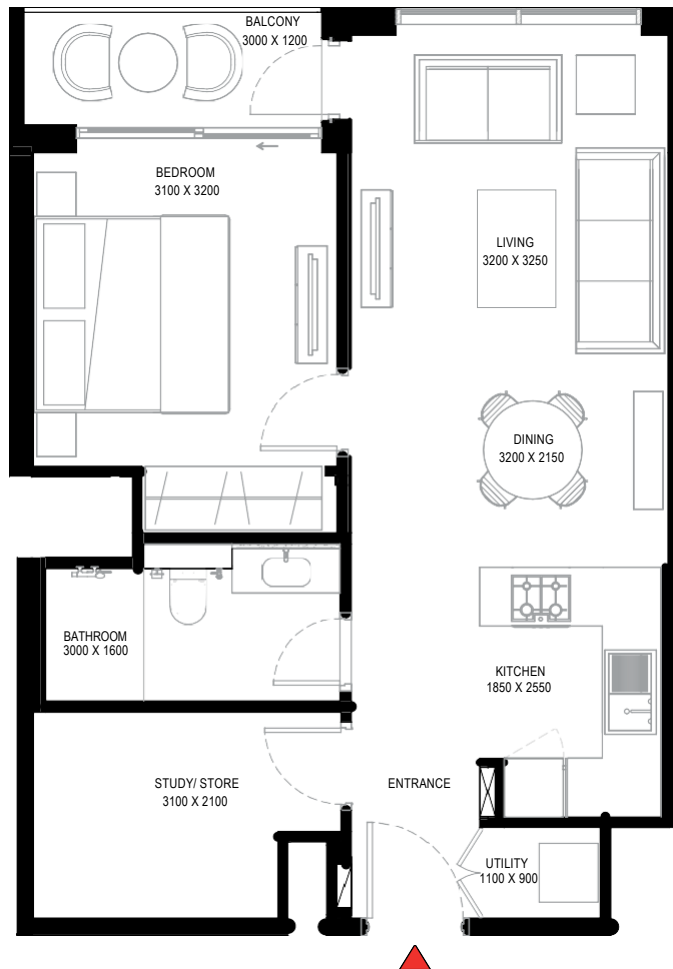 BALCONY
3000 X 1200
BEDROOM
3100 X 3200
LIVING
3200 X 3250
DINING
3200 X 2150
BATHROOM
3000 X 1600
KITCHEN
1850 X 2550
STUDY/ STORE
3100 X 2100
ENTRANCE
UTILITY
1100 X 900